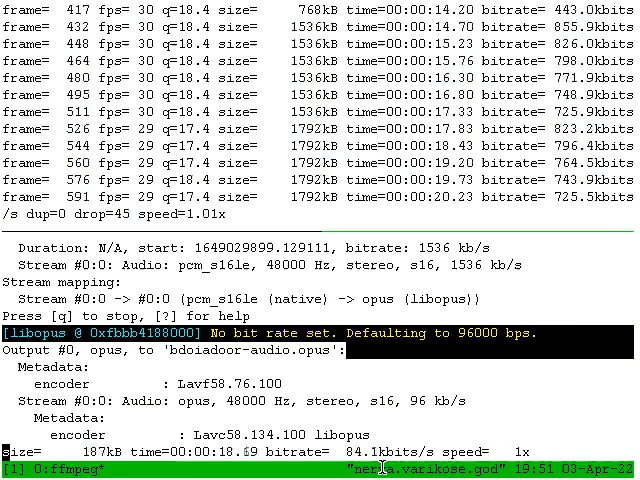 frame=  417 fps= 30 q=18.4 size=     768kB time=00:00:14.20 bitrate= 443.0kbits
frame=  432 fps= 30 q=18.4 size=    1536kB time=00:00:14.70 bitrate= 855.9kbits
frame=  448 fps= 30 q=18.4 size=    1536kB time=00:00:15.23 bitrate= 826.0kbits
frame=  464 fps= 30 q=18.4 size=    1536kB time=00:00:15.76 bitrate= 798.0kbits
frame=  480 fps= 30 q=18.4 size=    1536kB time=00:00:16.30 bitrate= 771.9kbits
frame=  495 fps= 30 q=18.4 size=    1536kB time=00:00:16.80 bitrate= 748.9kbits
frame=  511 fps= 30 q=18.4 size=    1536kB time=00:00:17.33 bitrate= 725.9kbits
frame=  526 fps= 29 q=17.4 size=    1792kB time=00:00:17.83 bitrate= 823.2kbits
frame=  544 fps= 29 q=17.4 size=    1792kB time=00:00:18.43 bitrate= 796.4kbits
frame=  560 fps= 29 q=17.4 size=    1792kB time=00:00:19.20 bitrate= 764.5kbits
frame=  576 fps= 29 q=18.4 size=    1792kB time=00:00:19.73 bitrate= 743.9kbits
frame=  591 fps= 29 q=17.4 size=    1792kB time=00:00:20.23 bitrate= 725.5kbits
/s dup=0 drop=45 speed=1.01x
  Duration: N/A, start: 1649029899.129111, bitrate: 1536 kb/s
  Stream #0:0: Audio: pcm_s16le, 48000 Hz, stereo, s16, 1536 kb/s
Stream mapping:
  Stream #0:0 -> #0:0 (pcm_s16le (native) -> opus (libopus))
Press [q] to stop, [?] for help
[libopus @ 0xfbbb4188000] No bit rate set. Defaulting to 96000 bps.
Output #0, opus, to 'bdoiadoor-audio.opus':
  Metadata:
    encoder         : Lavf58.76.100
  Stream #0:0: Audio: opus, 48000 Hz, stereo, s16, 96 kb/s
    Metadata:
      encoder         : Lavc58.134.100 libopus
size=     187kB time=00:00:18.69 bitrate=  84.1kbits/s speed=   1x
[1] 0:ffmpeg* 19:51 03-Apr-22